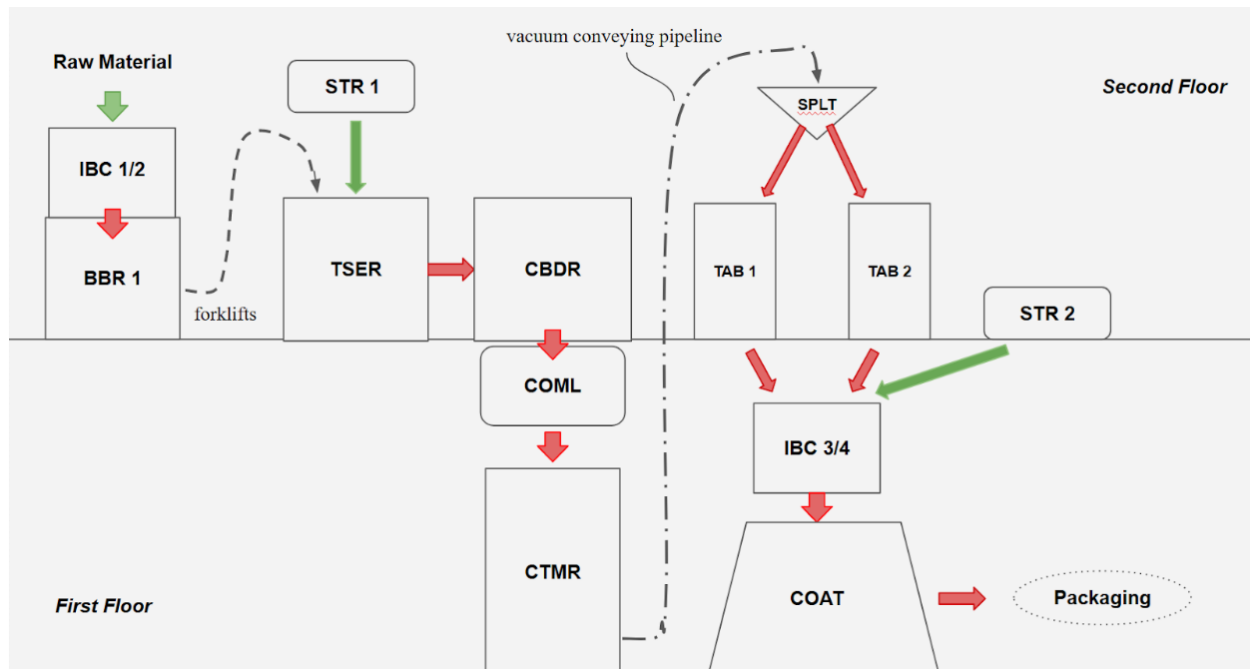 vacuum conveying pipeline
Raw Material
STR 1
SPLT
Second Floor
IBC 1/2
BBR 1
TSER
CBDR
TAB 1
TAB 2
forklifts
STR 2
COML
IBC 3/4
CTMR
COAT
Packaging
First Floor